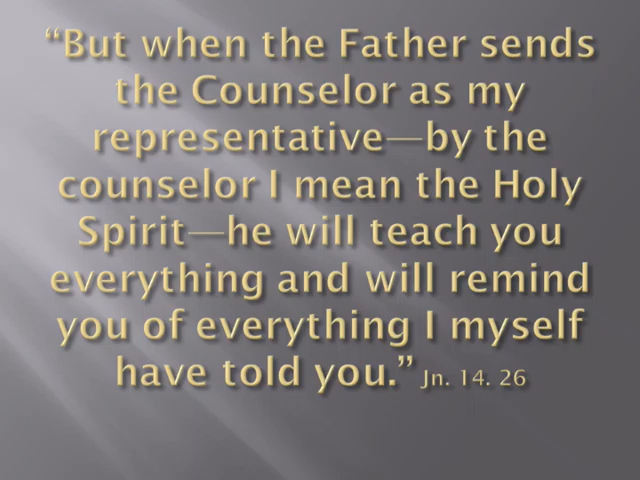 “But when the Father sends
the Counselor as my
representative—by the
counselor I mean the Holy
Spirit—he will teach you
everything and will remind
you of everything I myself
have told you.” Jn. 14. 26